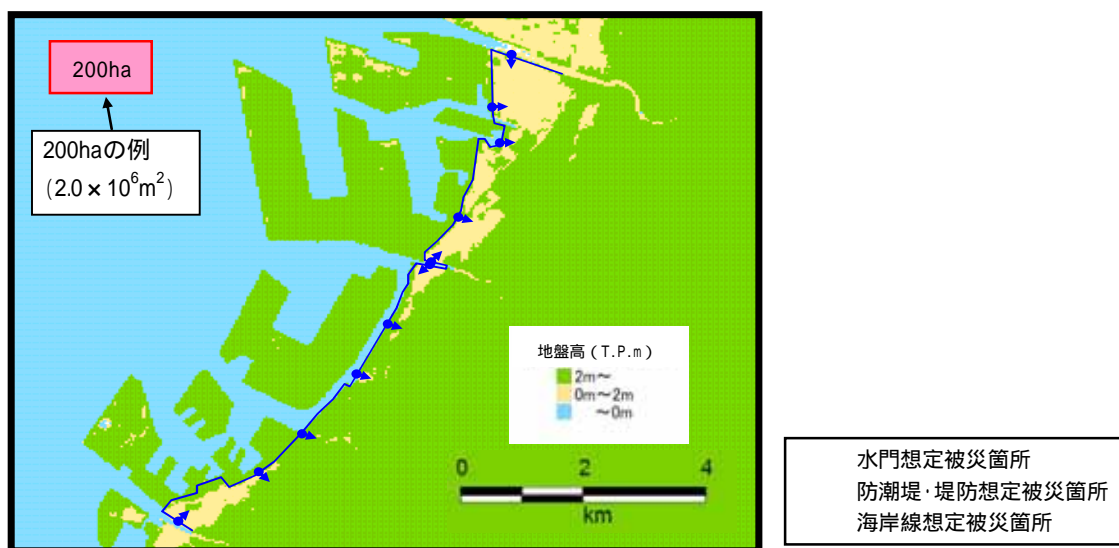 200ha
200haの例
(2.0×10⁶m²)
地盤高(T.P.m)
2m～
0m～2m
～0m
0 2 4
km
水門想定被災箇所
防潮堤・堤防想定被災箇所
海岸線想定被災箇所